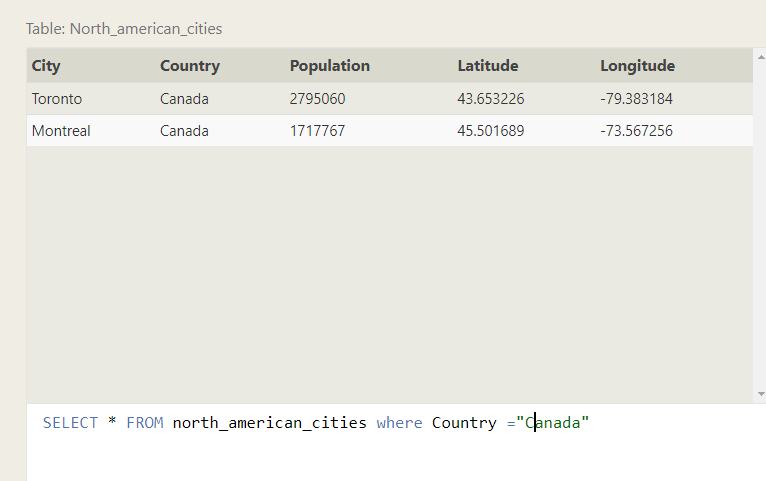 Table: North_american_cities
City Country Population Latitude Longitude
Toronto Canada 2795060 43.653226 -79.383184
Montreal Canada 1717767 45.501689 -73.567256
SELECT * FROM north_american_cities where Country ="Canada"